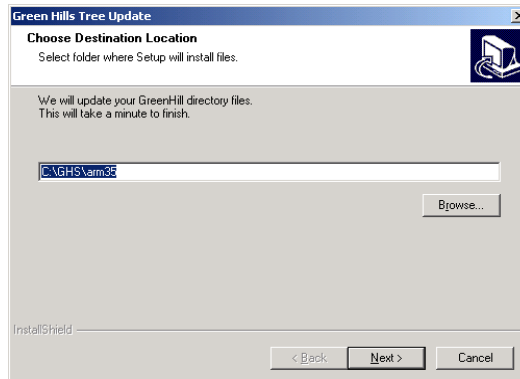 Green Hills Tree Update
Choose Destination Location
Select folder where Setup will install files.
We will update your GreenHill directory files.
This will take a minute to finish.
C:\GHS\arm35
Browse...
InstallShield
< Back
Next >
Cancel